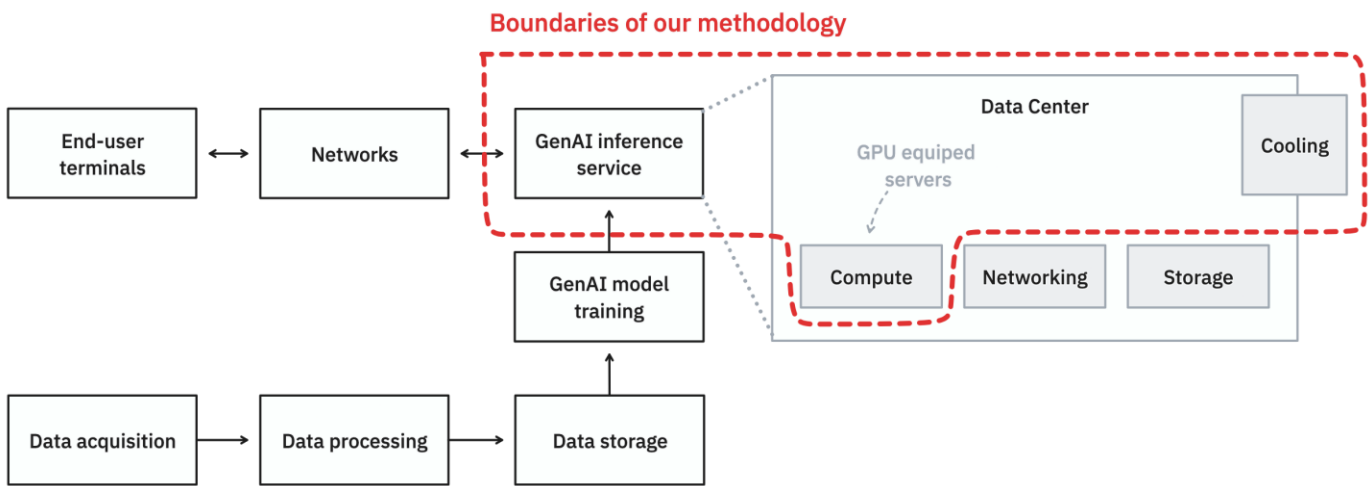 Boundaries of our methodology
Data Center
End-user
terminals
Networks
GenAI inference
service
GPU equiped
servers
Cooling
Compute
Networking
Storage
GenAI model
training
Data acquisition
Data processing
Data storage